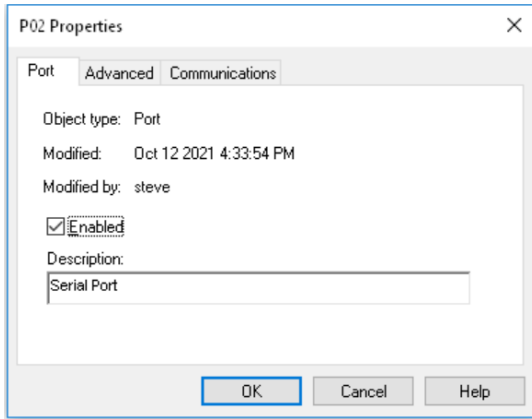 P02 Properties
Port Advanced Communications
Object type: Port
Modified: Oct 12 2021 4:33:54 PM
Modified by: steve
Enabled
Description:
Serial Port
OK Cancel Help